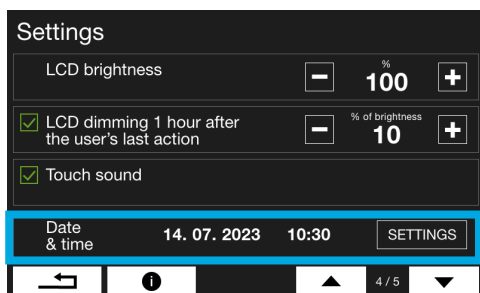 Settings
LCD brightness
%
− 100 +
LCD dimming 1 hour after
the user's last action
% of brightness
− 10 +
Touch sound
Date
& time
14. 07. 2023 10:30 SETTINGS
i
4 / 5